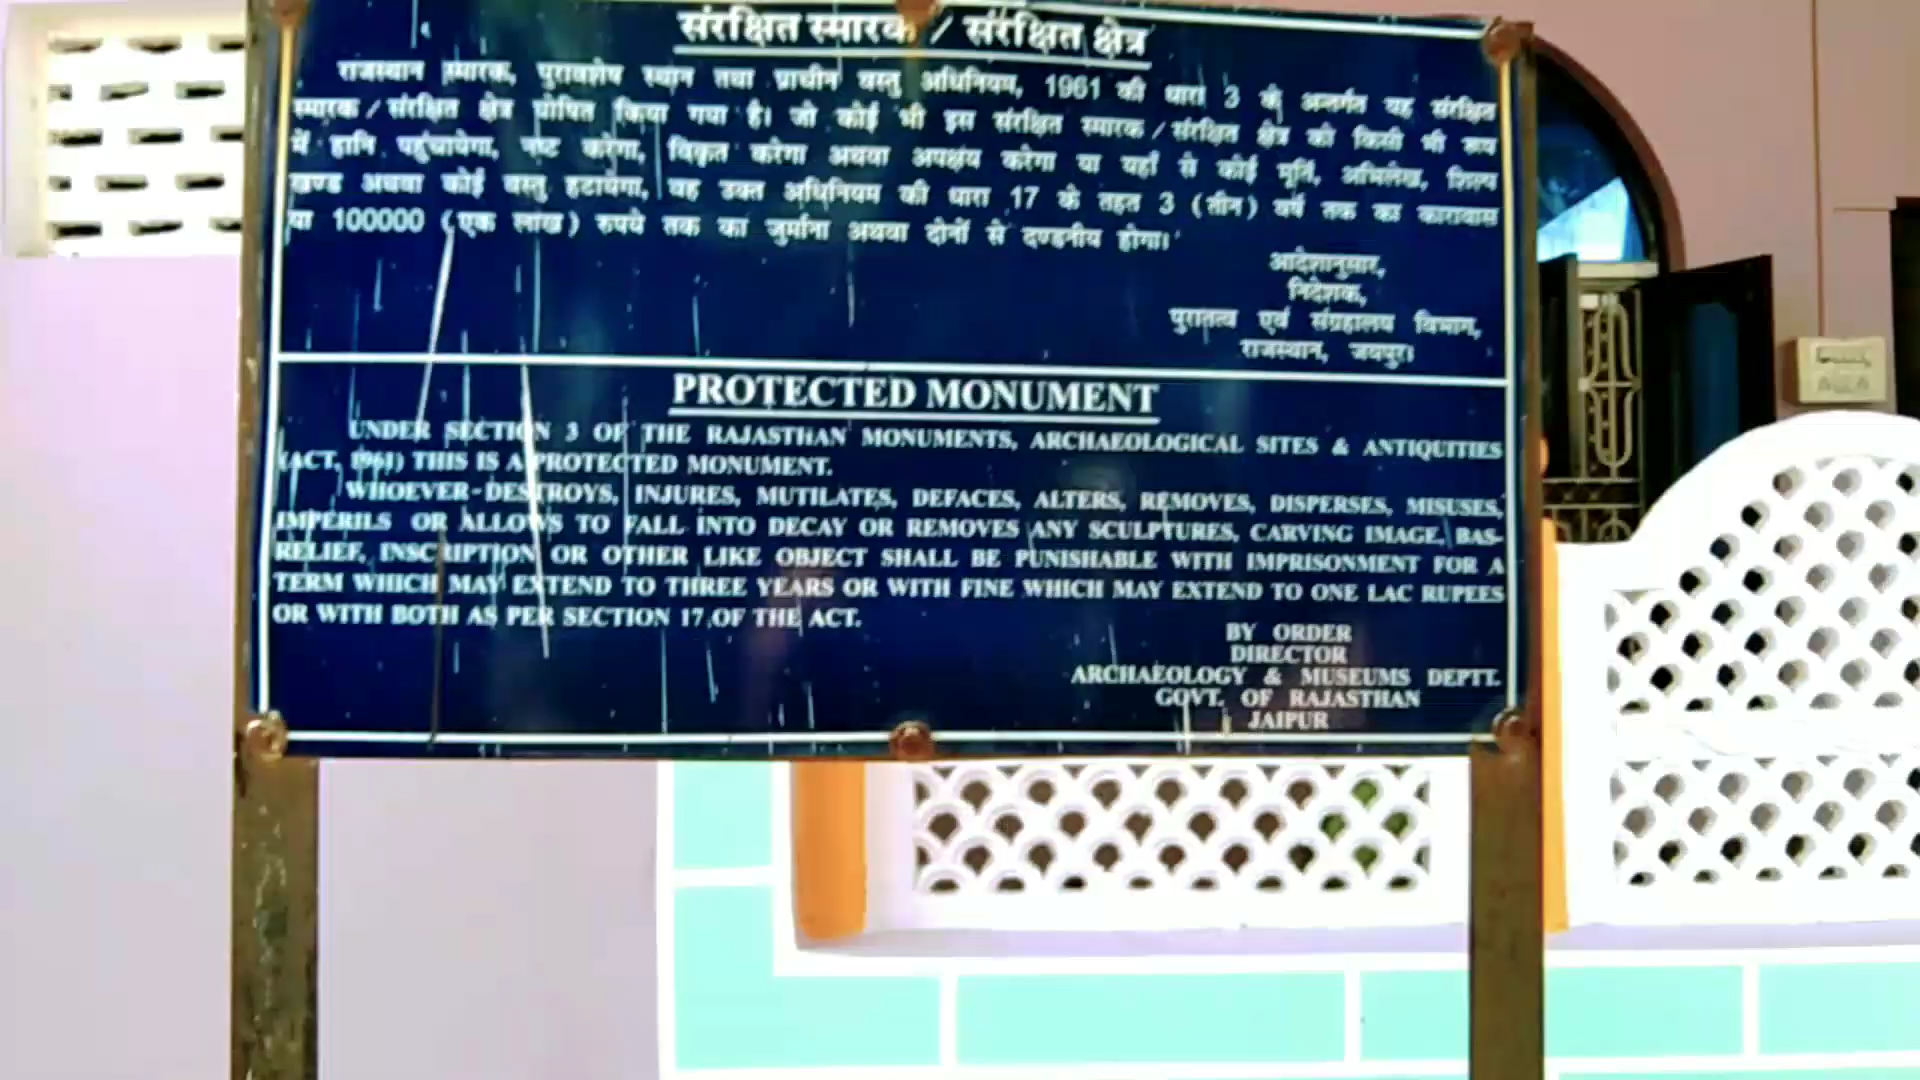 संरक्षित स्मारक / संरक्षित क्षेत्र
राजस्थान स्मारक, पुरावशेष स्थान तथा प्राचीन वस्तु अधिनियम, 1961 की धारा 3 के अन्तर्गत यह संरक्षित
स्मारक / संरक्षित क्षेत्र घोषित किया गया है। जो कोई भी इस संरक्षित स्मारक / संरक्षित क्षेत्र को किसी भी रूप
में हानि पहुंचायेगा, नष्ट करेगा, विकृत करेगा अथवा अपक्षय करेगा या यहाँ से कोई मूर्ति, अभिलेख, शिल्प
खण्ड अथवा कोई वस्तु हटायेगा, वह उक्त अधिनियम की धारा 17 के तहत 3 (तीन) वर्ष तक का कारावास
या 100000 (एक लाख) रुपये तक का जुर्माना अथवा दोनों से दण्डनीय होगा।
आदेशानुसार,
निदेशक,
पुरातत्व एवं संग्रहालय विभाग,
राजस्थान, जयपुर।
PROTECTED MONUMENT
UNDER SECTION 3 OF THE RAJASTHAN MONUMENTS, ARCHAEOLOGICAL SITES & ANTIQUITIES
(ACT, 1961) THIS IS A PROTECTED MONUMENT.
WHOEVER-DESTROYS, INJURES, MUTILATES, DEFACES, ALTERS, REMOVES, DISPERSES, MISUSES,
IMPERILS OR ALLOWS TO FALL INTO DECAY OR REMOVES ANY SCULPTURES, CARVING IMAGE, BAS-
RELIEF, INSCRIPTION OR OTHER LIKE OBJECT SHALL BE PUNISHABLE WITH IMPRISONMENT FOR A
TERM WHICH MAY EXTEND TO THREE YEARS OR WITH FINE WHICH MAY EXTEND TO ONE LAC RUPEES
OR WITH BOTH AS PER SECTION 17 OF THE ACT.
BY ORDER
DIRECTOR
ARCHAEOLOGY & MUSEUMS DEPTT.
GOVT. OF RAJASTHAN
JAIPUR